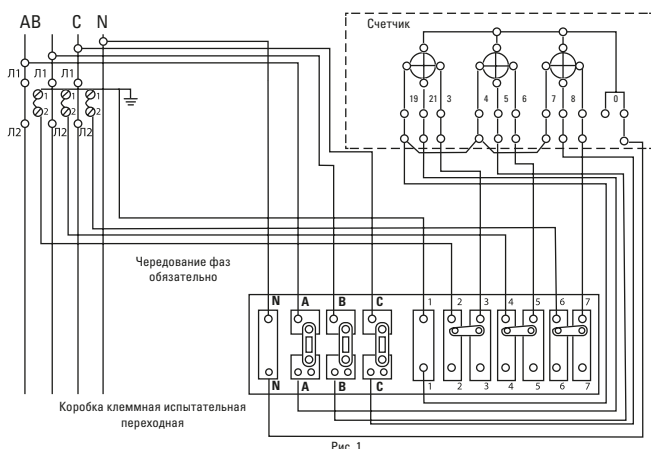 АВ С N
Счетчик
Л1 Л1 Л1
1 1 1
2 2 2
Л2 Л2 Л2
19 21 3 4 5 6 7 8 0
Чередование фаз
обязательно
N A B C 1 2 3 4 5 6 7
N A B C 1 2 3 4 5 6 7
Коробка клеммная испытательная
переходная
Рис. 1